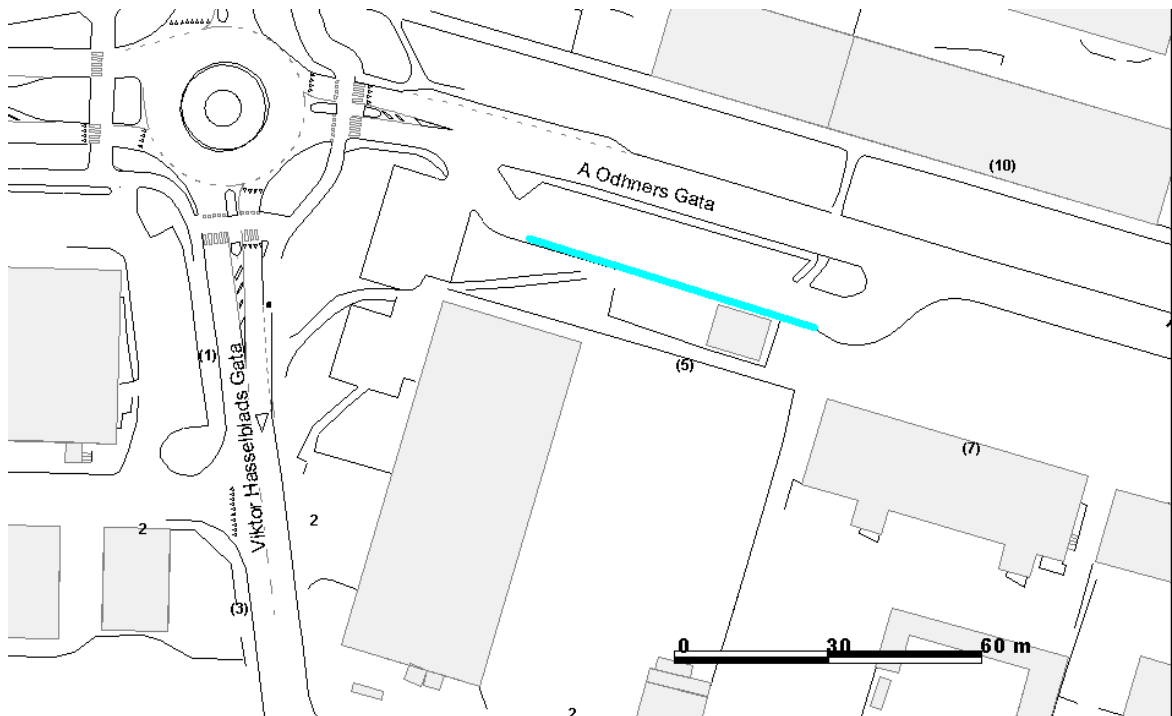 (10)
A Odhners Gata
(1)
(5)
Viktor Hasselblads Gata
(7)
2
2
(3)
0 30 60 m
2